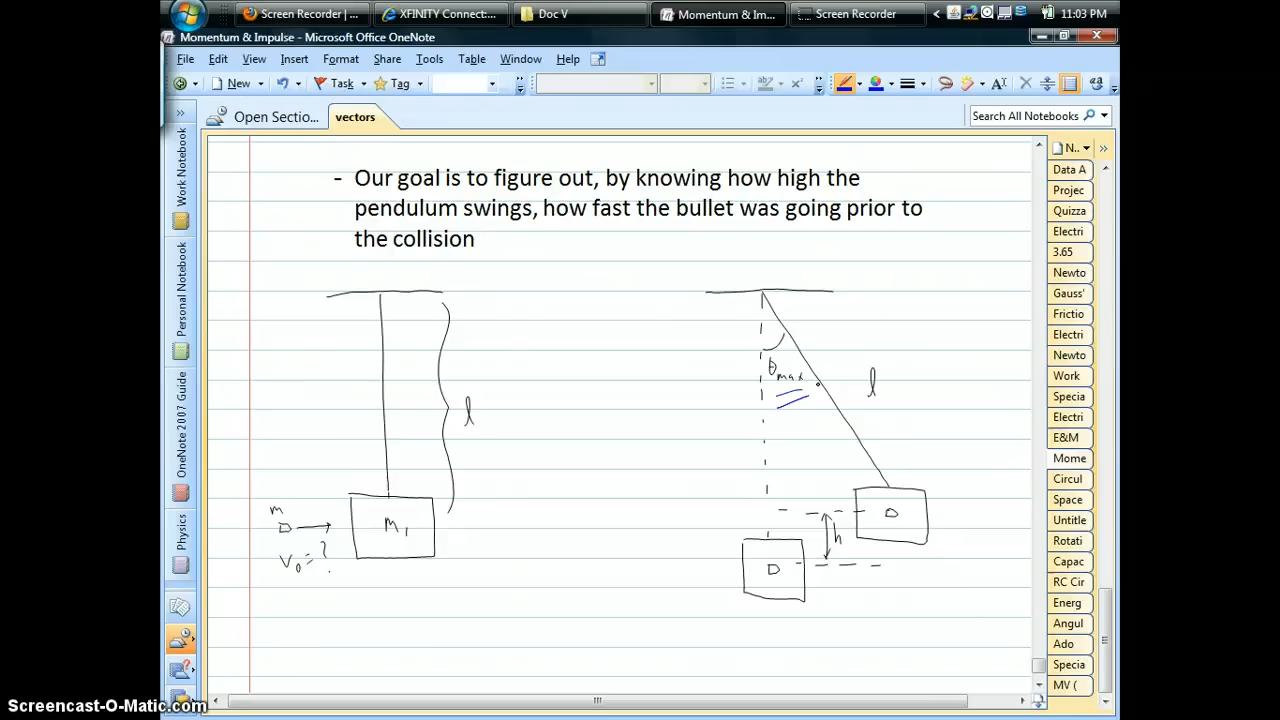 Screen Recorder | ...
XFINITY Connect:...
Doc V
Momentum & Im...
Screen Recorder
11:03 PM
Momentum & Impulse - Microsoft Office OneNote
File Edit View Insert Format Share Tools Table Window Help
New Task Tag
Open Sectio... vectors
Search All Notebooks
Work Notebook
Personal Notebook
OneNote 2007 Guide
Physics
- Our goal is to figure out, by knowing how high the
pendulum swings, how fast the bullet was going prior to
the collision
l
m
M₁
V₀=?
θmax
l
h
N..
Data A
Projec
Quizza
Electri
3.65
Newto
Gauss'
Frictio
Electri
Newto
Work
Specia
Electri
E&M
Mome
Circul
Space
Untitle
Rotati
Capac
RC Cir
Energ
Angul
Ado
Specia
MV (
Screencast-O-Matic.com